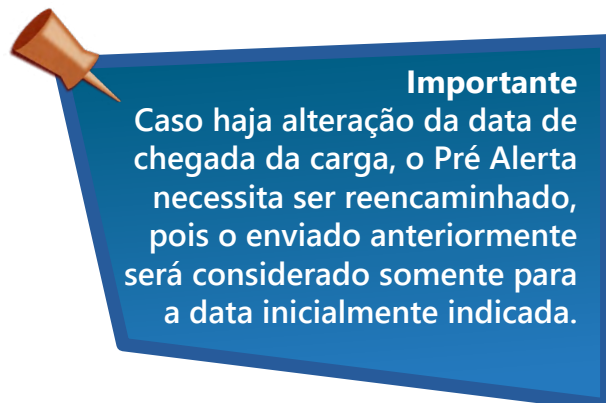 Importante
Caso haja alteração da data de
chegada da carga, o Pré Alerta
necessita ser reencaminhado,
pois o enviado anteriormente
será considerado somente para
a data inicialmente indicada.